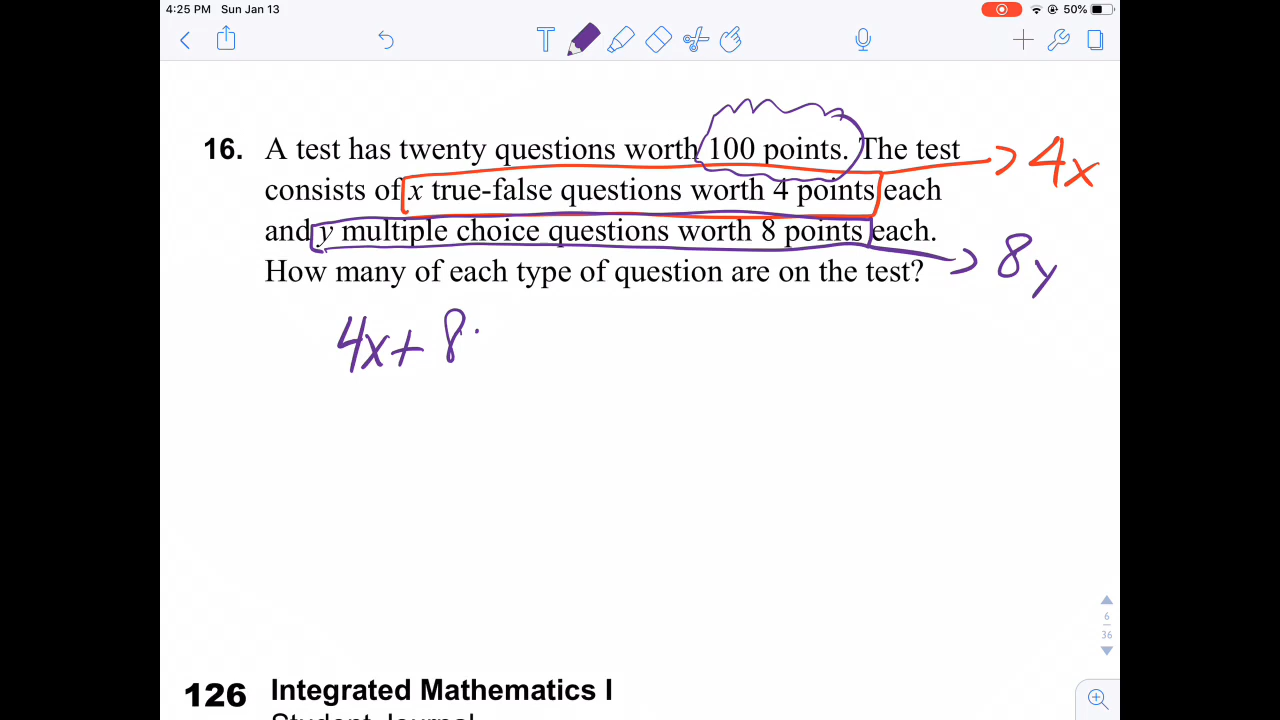 4:25 PM Sun Jan 13
50%
16. A test has twenty questions worth 100 points. The test
consists of x true-false questions worth 4 points each
and y multiple choice questions worth 8 points each.
How many of each type of question are on the test?
4x
8y
4x+ 8
6
36
126 Integrated Mathematics I
Student Journal